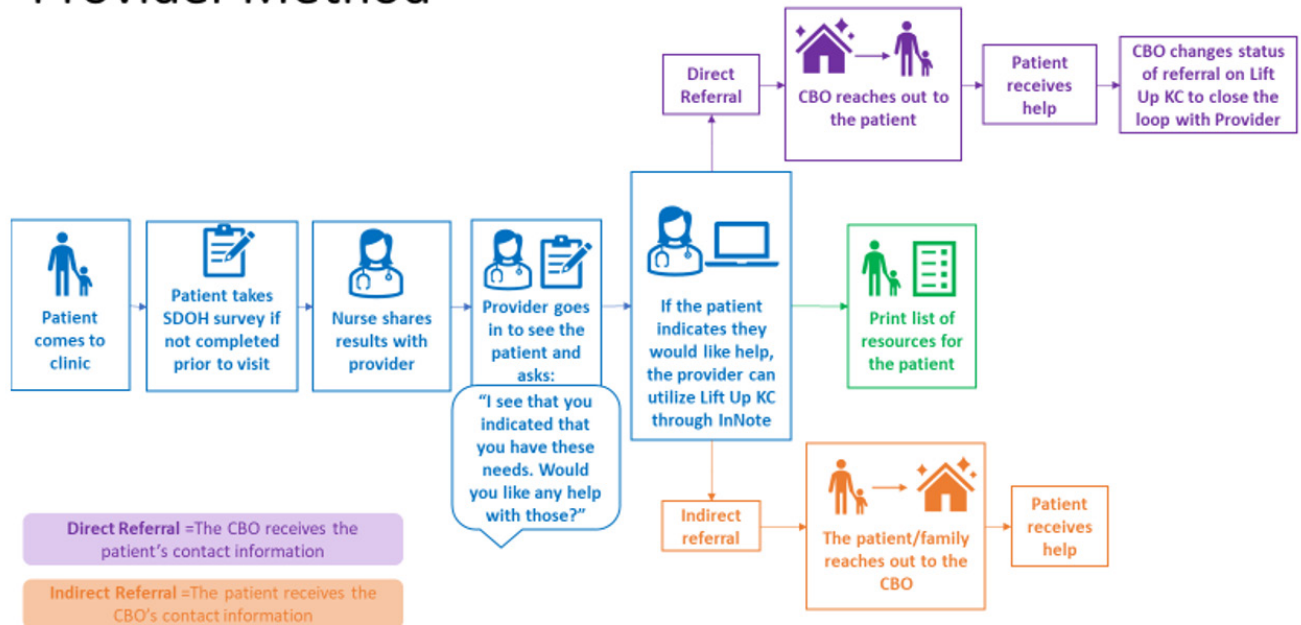 Provider Method
Patient
comes to
clinic
Patient takes
SDOH survey if
not completed
prior to visit
Nurse shares
results with
provider
Provider goes
in to see the
patient and
asks:
“I see that you
indicated that
you have these
needs. Would
you like any help
with those?”
If the patient
indicates they
would like help,
the provider can
utilize Lift Up KC
through InNote
Direct
Referral
CBO reaches out to
the patient
Patient
receives
help
CBO changes status
of referral on Lift
Up KC to close the
loop with Provider
Print list of
resources for
the patient
Indirect
referral
The patient/family
reaches out to the
CBO
Patient
receives
help
Direct Referral =The CBO receives the
patient’s contact information
Indirect Referral =The patient receives the
CBO’s contact information